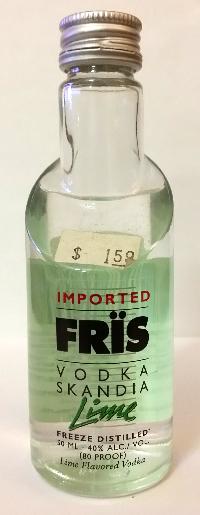 $ 159
IMPORTED
FRÏS
VODKA
SKANDIA
Lime
FREEZE DISTILLED
50 ML - 40% ALC./VOL.
(80 PROOF)
Lime Flavored Vodka